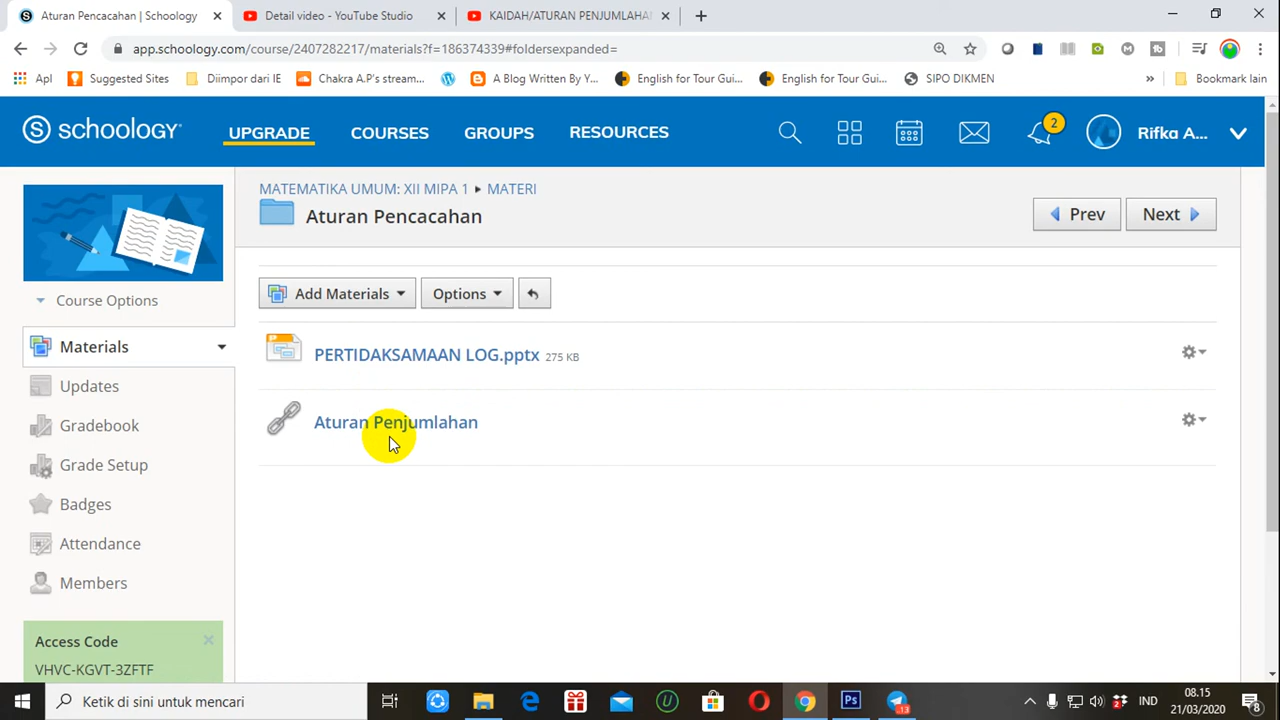 Aturan Pencacahan | Schoology
Detail video - YouTube Studio
KAIDAH/ATURAN PENJUMLAHAN
app.schoology.com/course/2407282217/materials?f=186374339#foldersexpanded=
Apl
Suggested Sites
Diimpor dari IE
Chakra A.P's stream...
A Blog Written By Y...
English for Tour Gui...
English for Tour Gui...
SIPO DIKMEN
»
Bookmark lain
S schoology
UPGRADE
COURSES
GROUPS
RESOURCES
2
Rifka A...
MATEMATIKA UMUM: XII MIPA 1 ▸ MATERI
Aturan Pencacahan
Prev
Next
Course Options
Add Materials
Options
Materials
PERTIDAKSAMAAN LOG.pptx 275 KB
Updates
Aturan Penjumlahan
Gradebook
Grade Setup
Badges
Attendance
Members
Access Code
VHVC-KGVT-3ZFTF
Ketik di sini untuk mencari
Ps
13
IND
08.15
21/03/2020
8